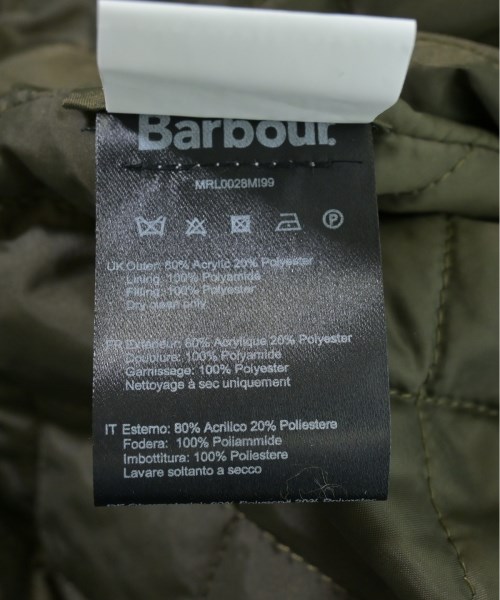 Barbour.
MRL0028MI99
P
UK Outer: 80% Acrylic 20% Polyester
Lining: 100% Polyamide
Filling: 100% Polyester
Dry clean only
FR Extérieur: 80% Acrylique 20% Polyester
Doublure: 100% Polyamide
Garnissage: 100% Polyester
Nettoyage à sec uniquement
IT Esterno: 80% Acrilico 20% Poliestere
Fodera: 100% Poliammide
Imbottitura: 100% Poliestere
Lavare soltanto a secco